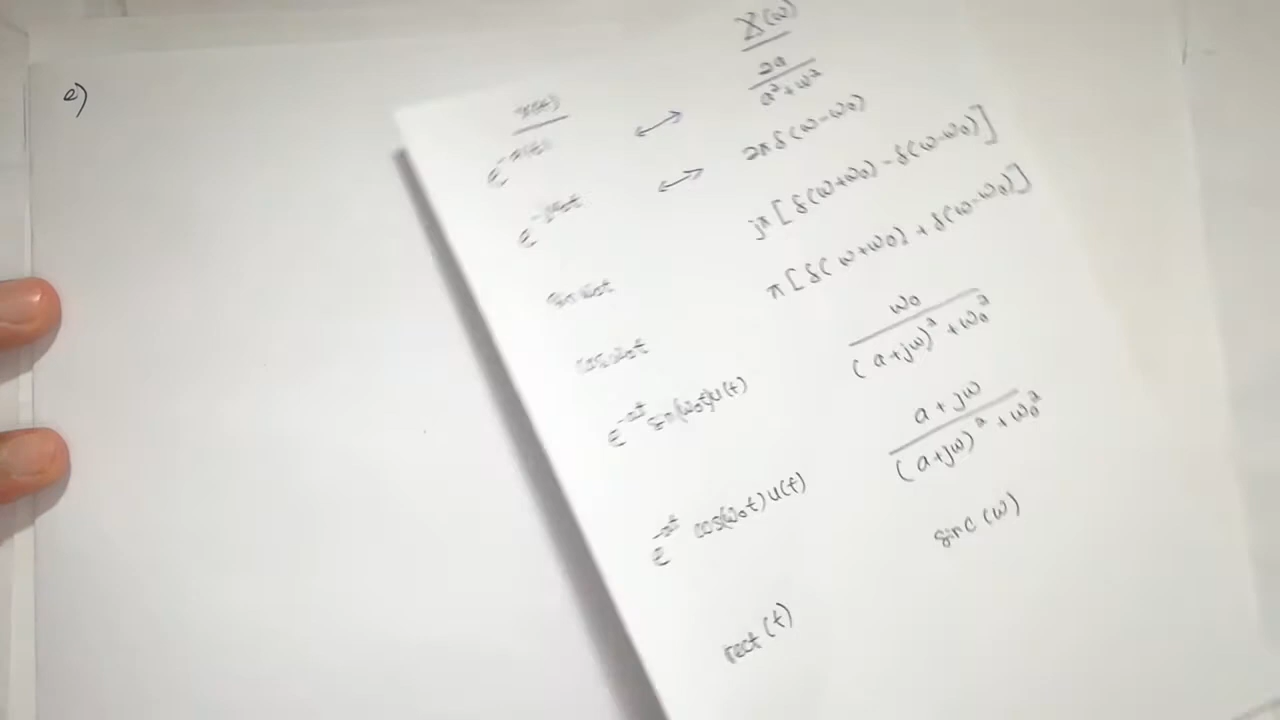 e)
x(t) X(ω)
e^{-a|t|} ↔ 2a/(a²+ω²)
e^{-jω₀t} ↔ 2πδ(ω-ω₀)
sin ω₀t jπ[δ(ω+ω₀) - δ(ω-ω₀)]
cos ω₀t π[δ(ω+ω₀) + δ(ω-ω₀)]
e^{-at} sin(ω₀t)u(t) ω₀/((a+jω)²+ω₀²)
e^{-at} cos(ω₀t)u(t) (a+jω)/((a+jω)²+ω₀²)
rect(t) sinc(ω)